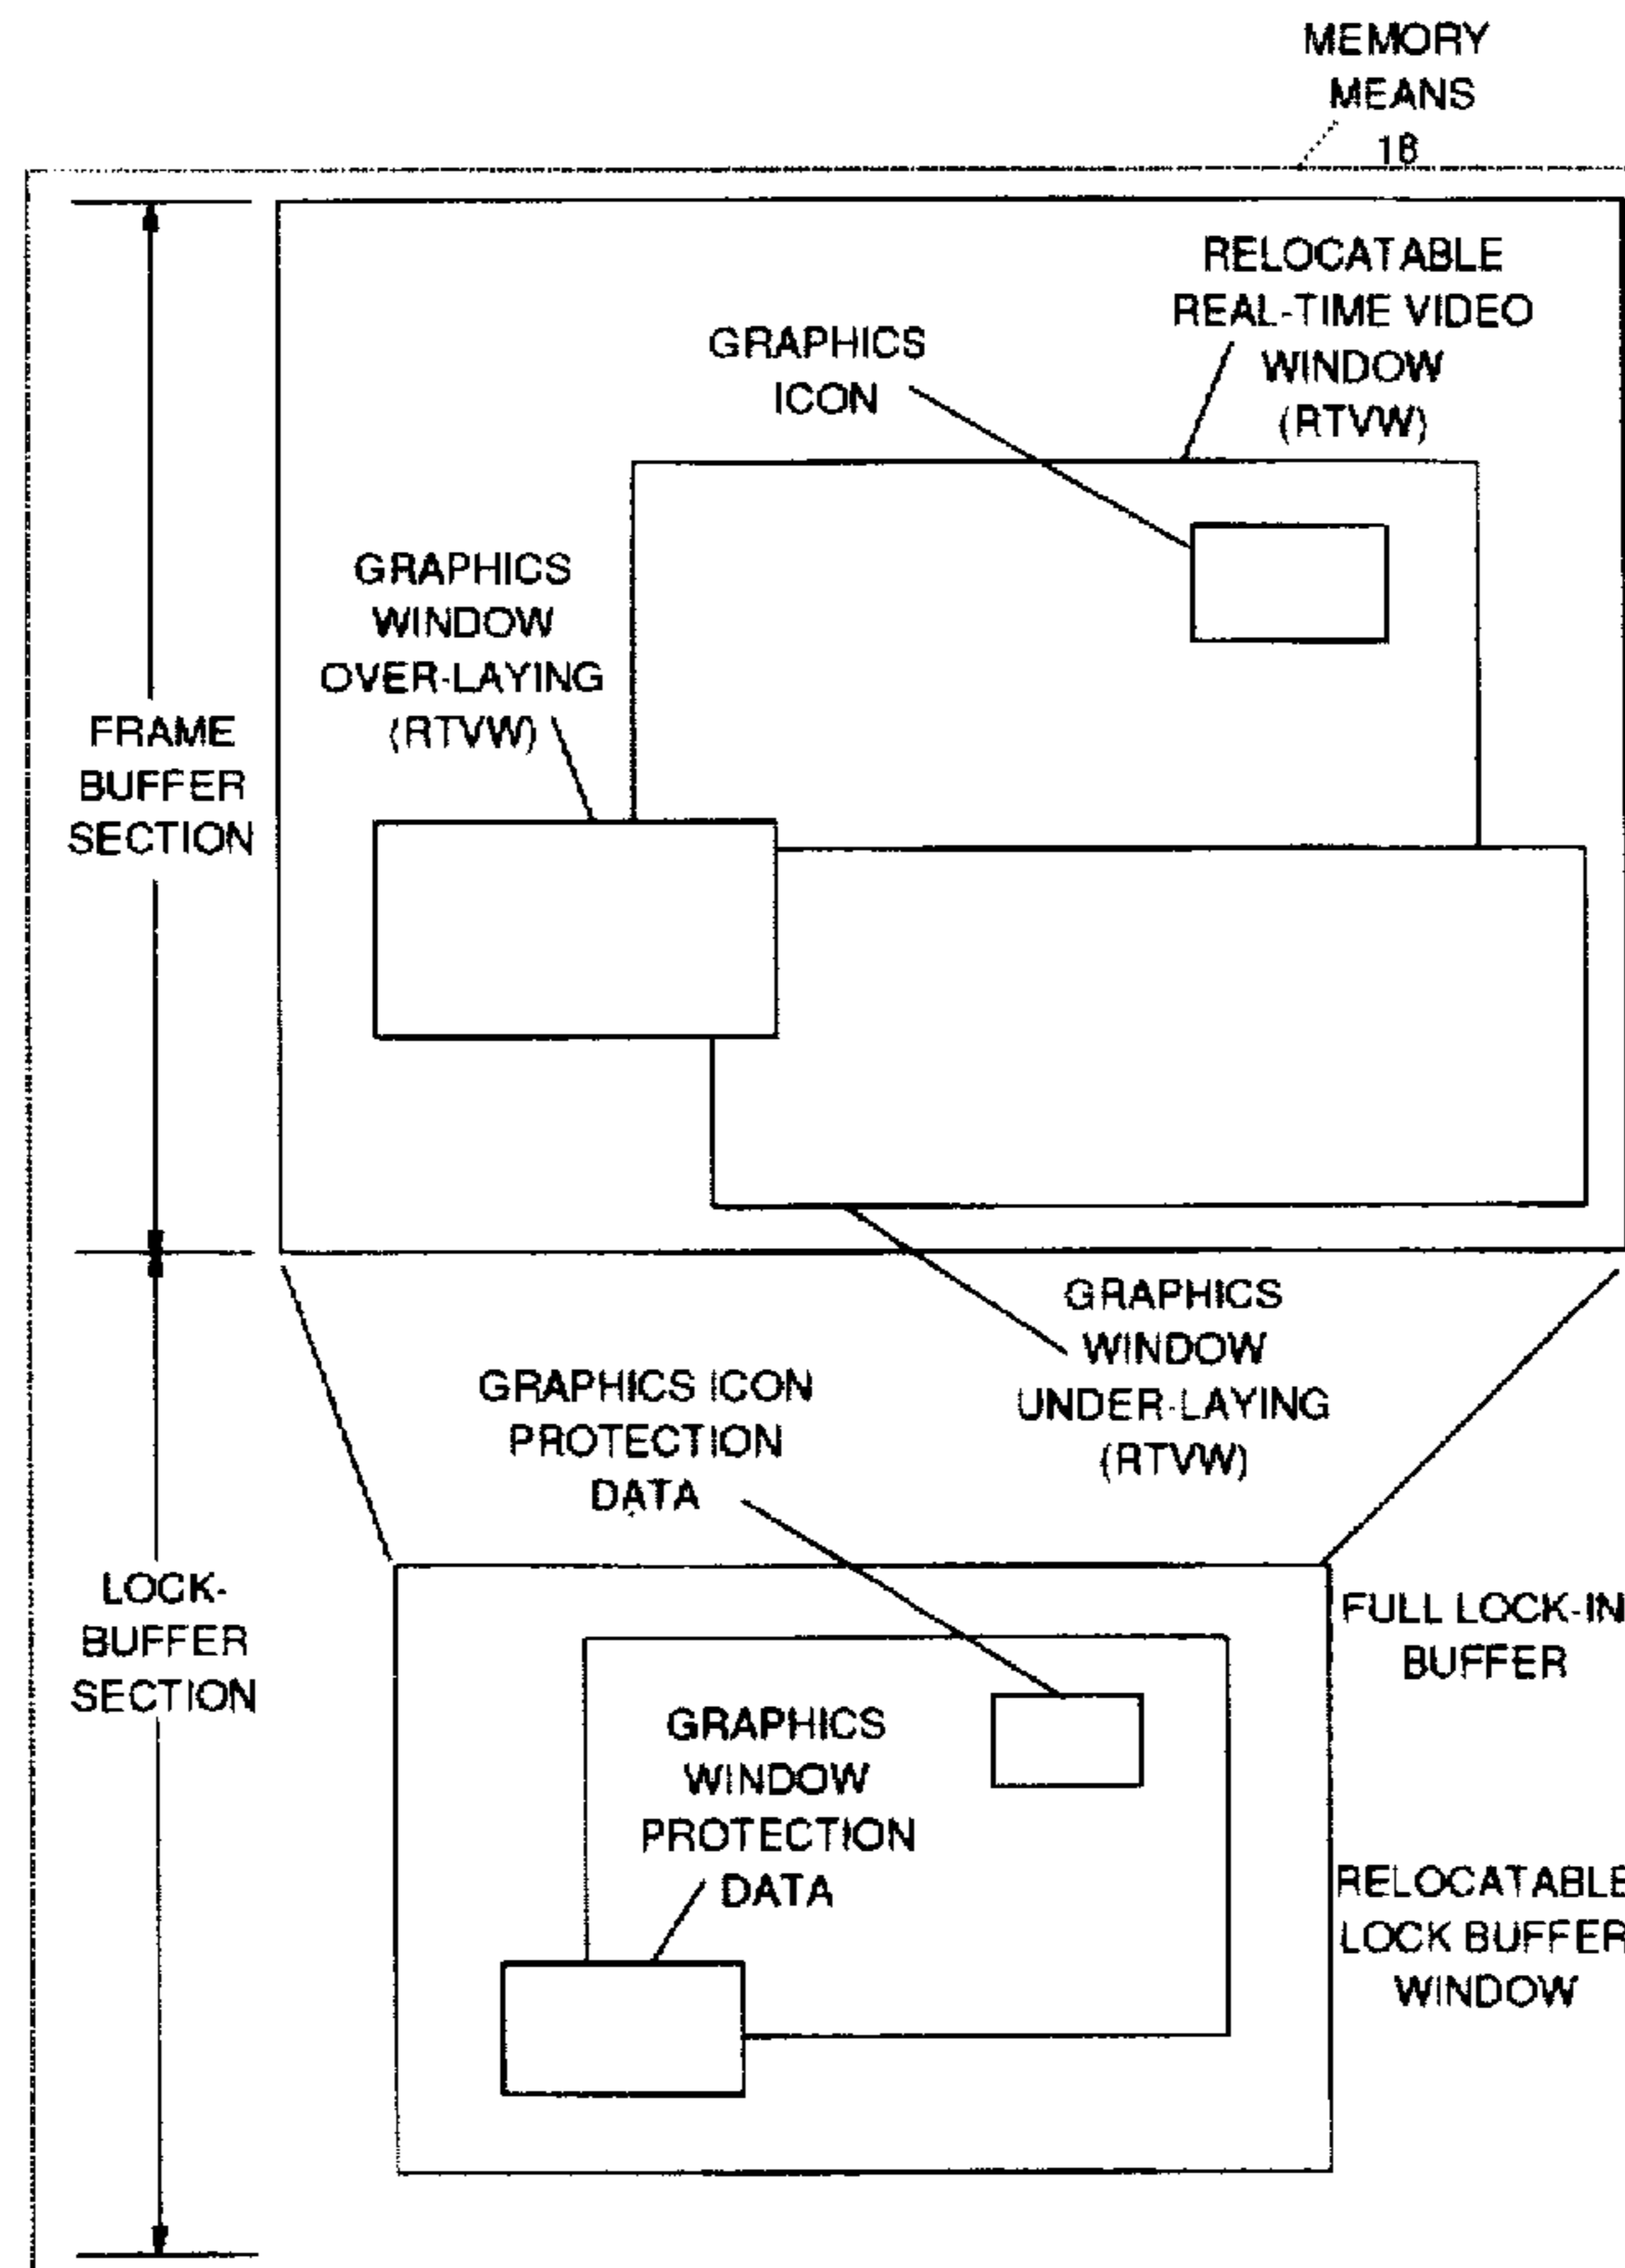 MEMORY
MEANS
16
RELOCATABLE
REAL-TIME VIDEO
WINDOW
(RTVW)
GRAPHICS
ICON
GRAPHICS
WINDOW
OVER-LAYING
(RTVW)
FRAME
BUFFER
SECTION
GRAPHICS
WINDOW
UNDER-LAYING
(RTVW)
GRAPHICS ICON
PROTECTION
DATA
LOCK-
BUFFER
SECTION
FULL LOCK-IN
BUFFER
GRAPHICS
WINDOW
PROTECTION
DATA
RELOCATABLE
LOCK BUFFER
WINDOW